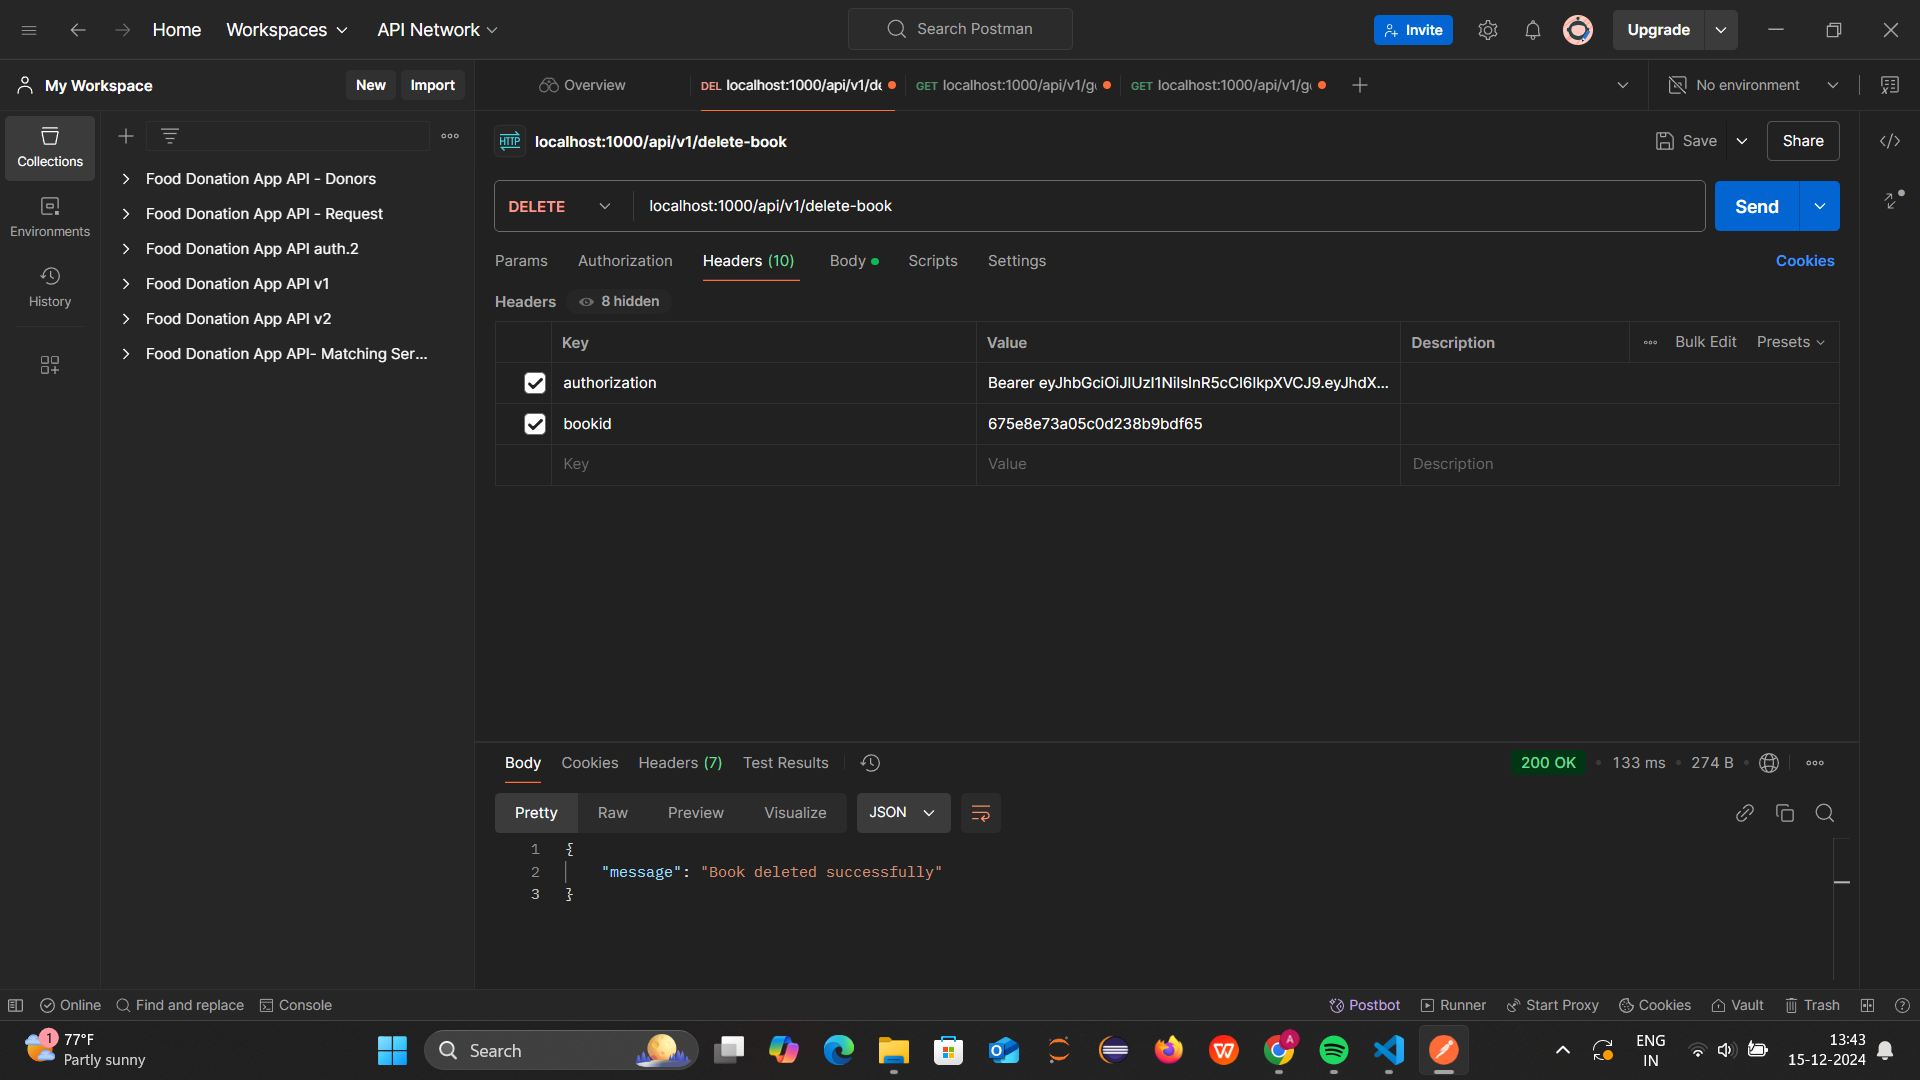 Home Workspaces API Network Search Postman Invite Upgrade
My Workspace New Import Overview DEL localhost:1000/api/v1/de GET localhost:1000/api/v1/g GET localhost:1000/api/v1/g No environment
Collections
Environments
History
Food Donation App API - Donors
Food Donation App API - Request
Food Donation App API auth.2
Food Donation App API v1
Food Donation App API v2
Food Donation App API- Matching Ser...
HTTP localhost:1000/api/v1/delete-book Save Share
DELETE localhost:1000/api/v1/delete-book Send
Params Authorization Headers (10) Body Scripts Settings Cookies
Headers 8 hidden
Key Value Description Bulk Edit Presets
authorization Bearer eyJhbGciOiJIUzI1NiIsInR5cCI6IkpXVCJ9.eyJhdX...
bookid 675e8e73a05c0d238b9bdf65
Key Value Description
Body Cookies Headers (7) Test Results 200 OK 133 ms 274 B
Pretty Raw Preview Visualize JSON
1 {
2 "message": "Book deleted successfully"
3 }
Online Find and replace Console Postbot Runner Start Proxy Cookies Vault Trash
1 77°F
Partly sunny
Search
A
ENG
IN
13:43
15-12-2024